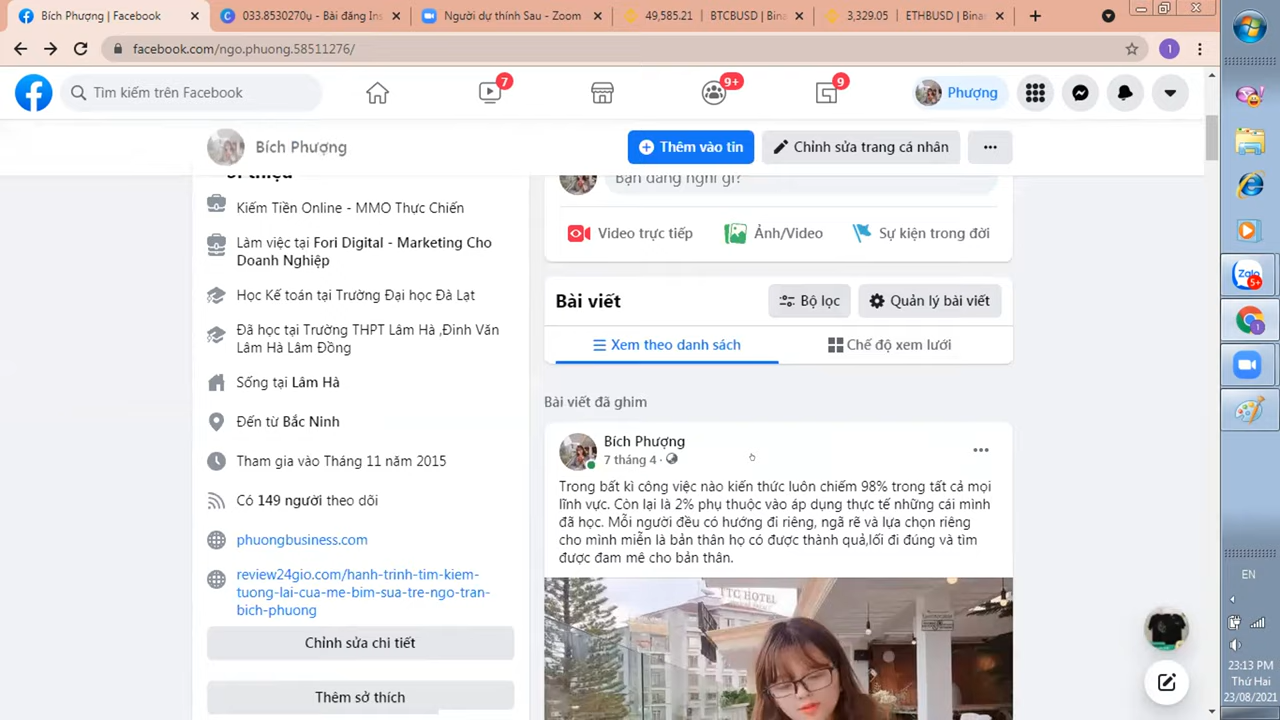 Bích Phượng | Facebook
033.8530270ų - Bài đăng Ins
Người dự thính Sau - Zoom
49,585.21 | BTCBUSD | Bina
3,329.05 | ETHBUSD | Binan
facebook.com/ngo.phuong.58511276/
1
Tìm kiếm trên Facebook
7
9+
9
Phượng
Bích Phượng
Thêm vào tin
Chỉnh sửa trang cá nhân
Kiếm Tiền Online - MMO Thực Chiến
Làm việc tại Fori Digital - Marketing Cho
Doanh Nghiệp
Học Kế toán tại Trường Đại học Đà Lạt
Đã học tại Trường THPT Lâm Hà ,Đinh Văn
Lâm Hà Lâm Đồng
Sống tại Lâm Hà
Đến từ Bắc Ninh
Tham gia vào Tháng 11 năm 2015
Có 149 người theo dõi
phuongbusiness.com
review24gio.com/hanh-trinh-tim-kiem-
tuong-lai-cua-me-bim-sua-tre-ngo-tran-
bich-phuong
Chỉnh sửa chi tiết
Thêm sở thích
Bạn đang nghĩ gì?
Video trực tiếp
Ảnh/Video
Sự kiện trong đời
Bài viết
Bộ lọc
Quản lý bài viết
Xem theo danh sách
Chế độ xem lưới
Bài viết đã ghim
Bích Phượng
7 tháng 4 ·
Trong bất kì công việc nào kiến thức luôn chiếm 98% trong tất cả mọi
lĩnh vực. Còn lại là 2% phụ thuộc vào áp dụng thực tế những cái mình
đã học. Mỗi người đều có hướng đi riêng, ngã rẽ và lựa chọn riêng
cho mình miễn là bản thân họ có được thành quả,lối đi đúng và tìm
được đam mê cho bản thân.
TTC HOTEL
Zalo
5+
1
EN
23:13 PM
Thứ Hai
23/08/2021